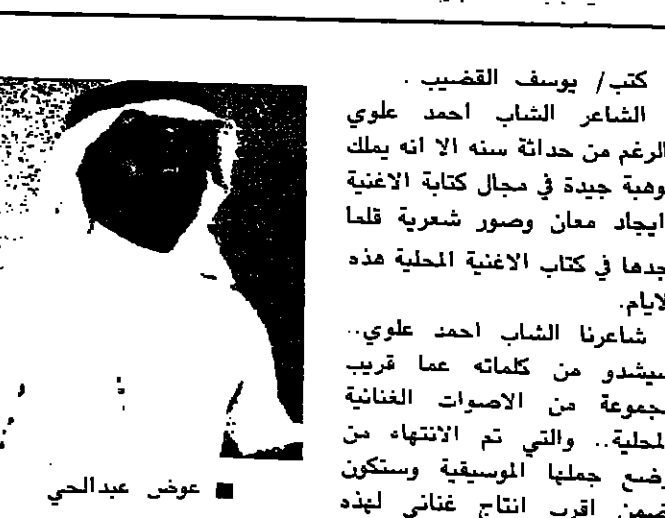 كتب/ يوسف القضيب .
الشاعر الشاب احمد علوي
الرغم من حداثة سنه الا انه يملك
وهبة جيدة في مجال كتابة الاغنية
ايجاد معان وصور شعرية قلما
جدها في كتاب الاغنية المحلية هذه
لايام.
شاعرنا الشاب احمد علوي..
سيشدو من كلماته عما قريب
جموعة من الاصوات الغنائية
لمحلية.. والتي تم الانتهاء من
وضع جملها الموسيقية وستكون
ضمن اقرب انتاج غنائي لهذه
عوض عبدالحي